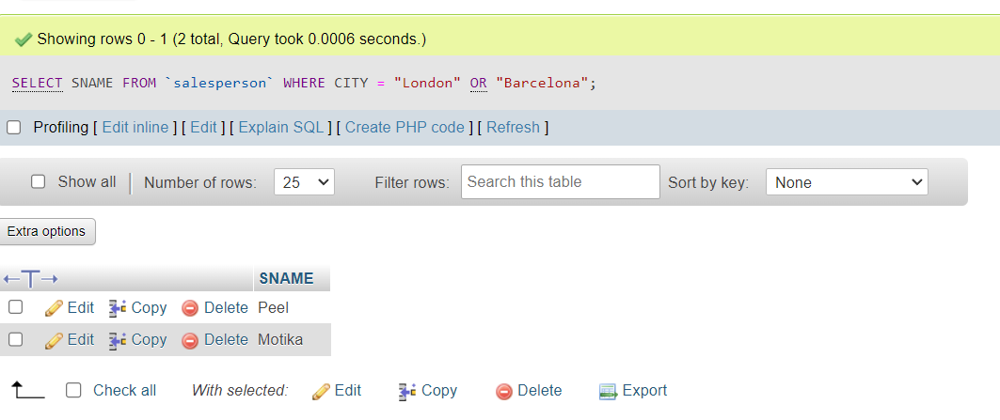 Showing rows 0 - 1 (2 total, Query took 0.0006 seconds.)
SELECT SNAME FROM `salesperson` WHERE CITY = "London" OR "Barcelona";
Profiling [ Edit inline ] [ Edit ] [ Explain SQL ] [ Create PHP code ] [ Refresh ]
Show all Number of rows: 25 Filter rows: Search this table Sort by key: None
Extra options
SNAME
Edit Copy Delete Peel
Edit Copy Delete Motika
Check all With selected: Edit Copy Delete Export